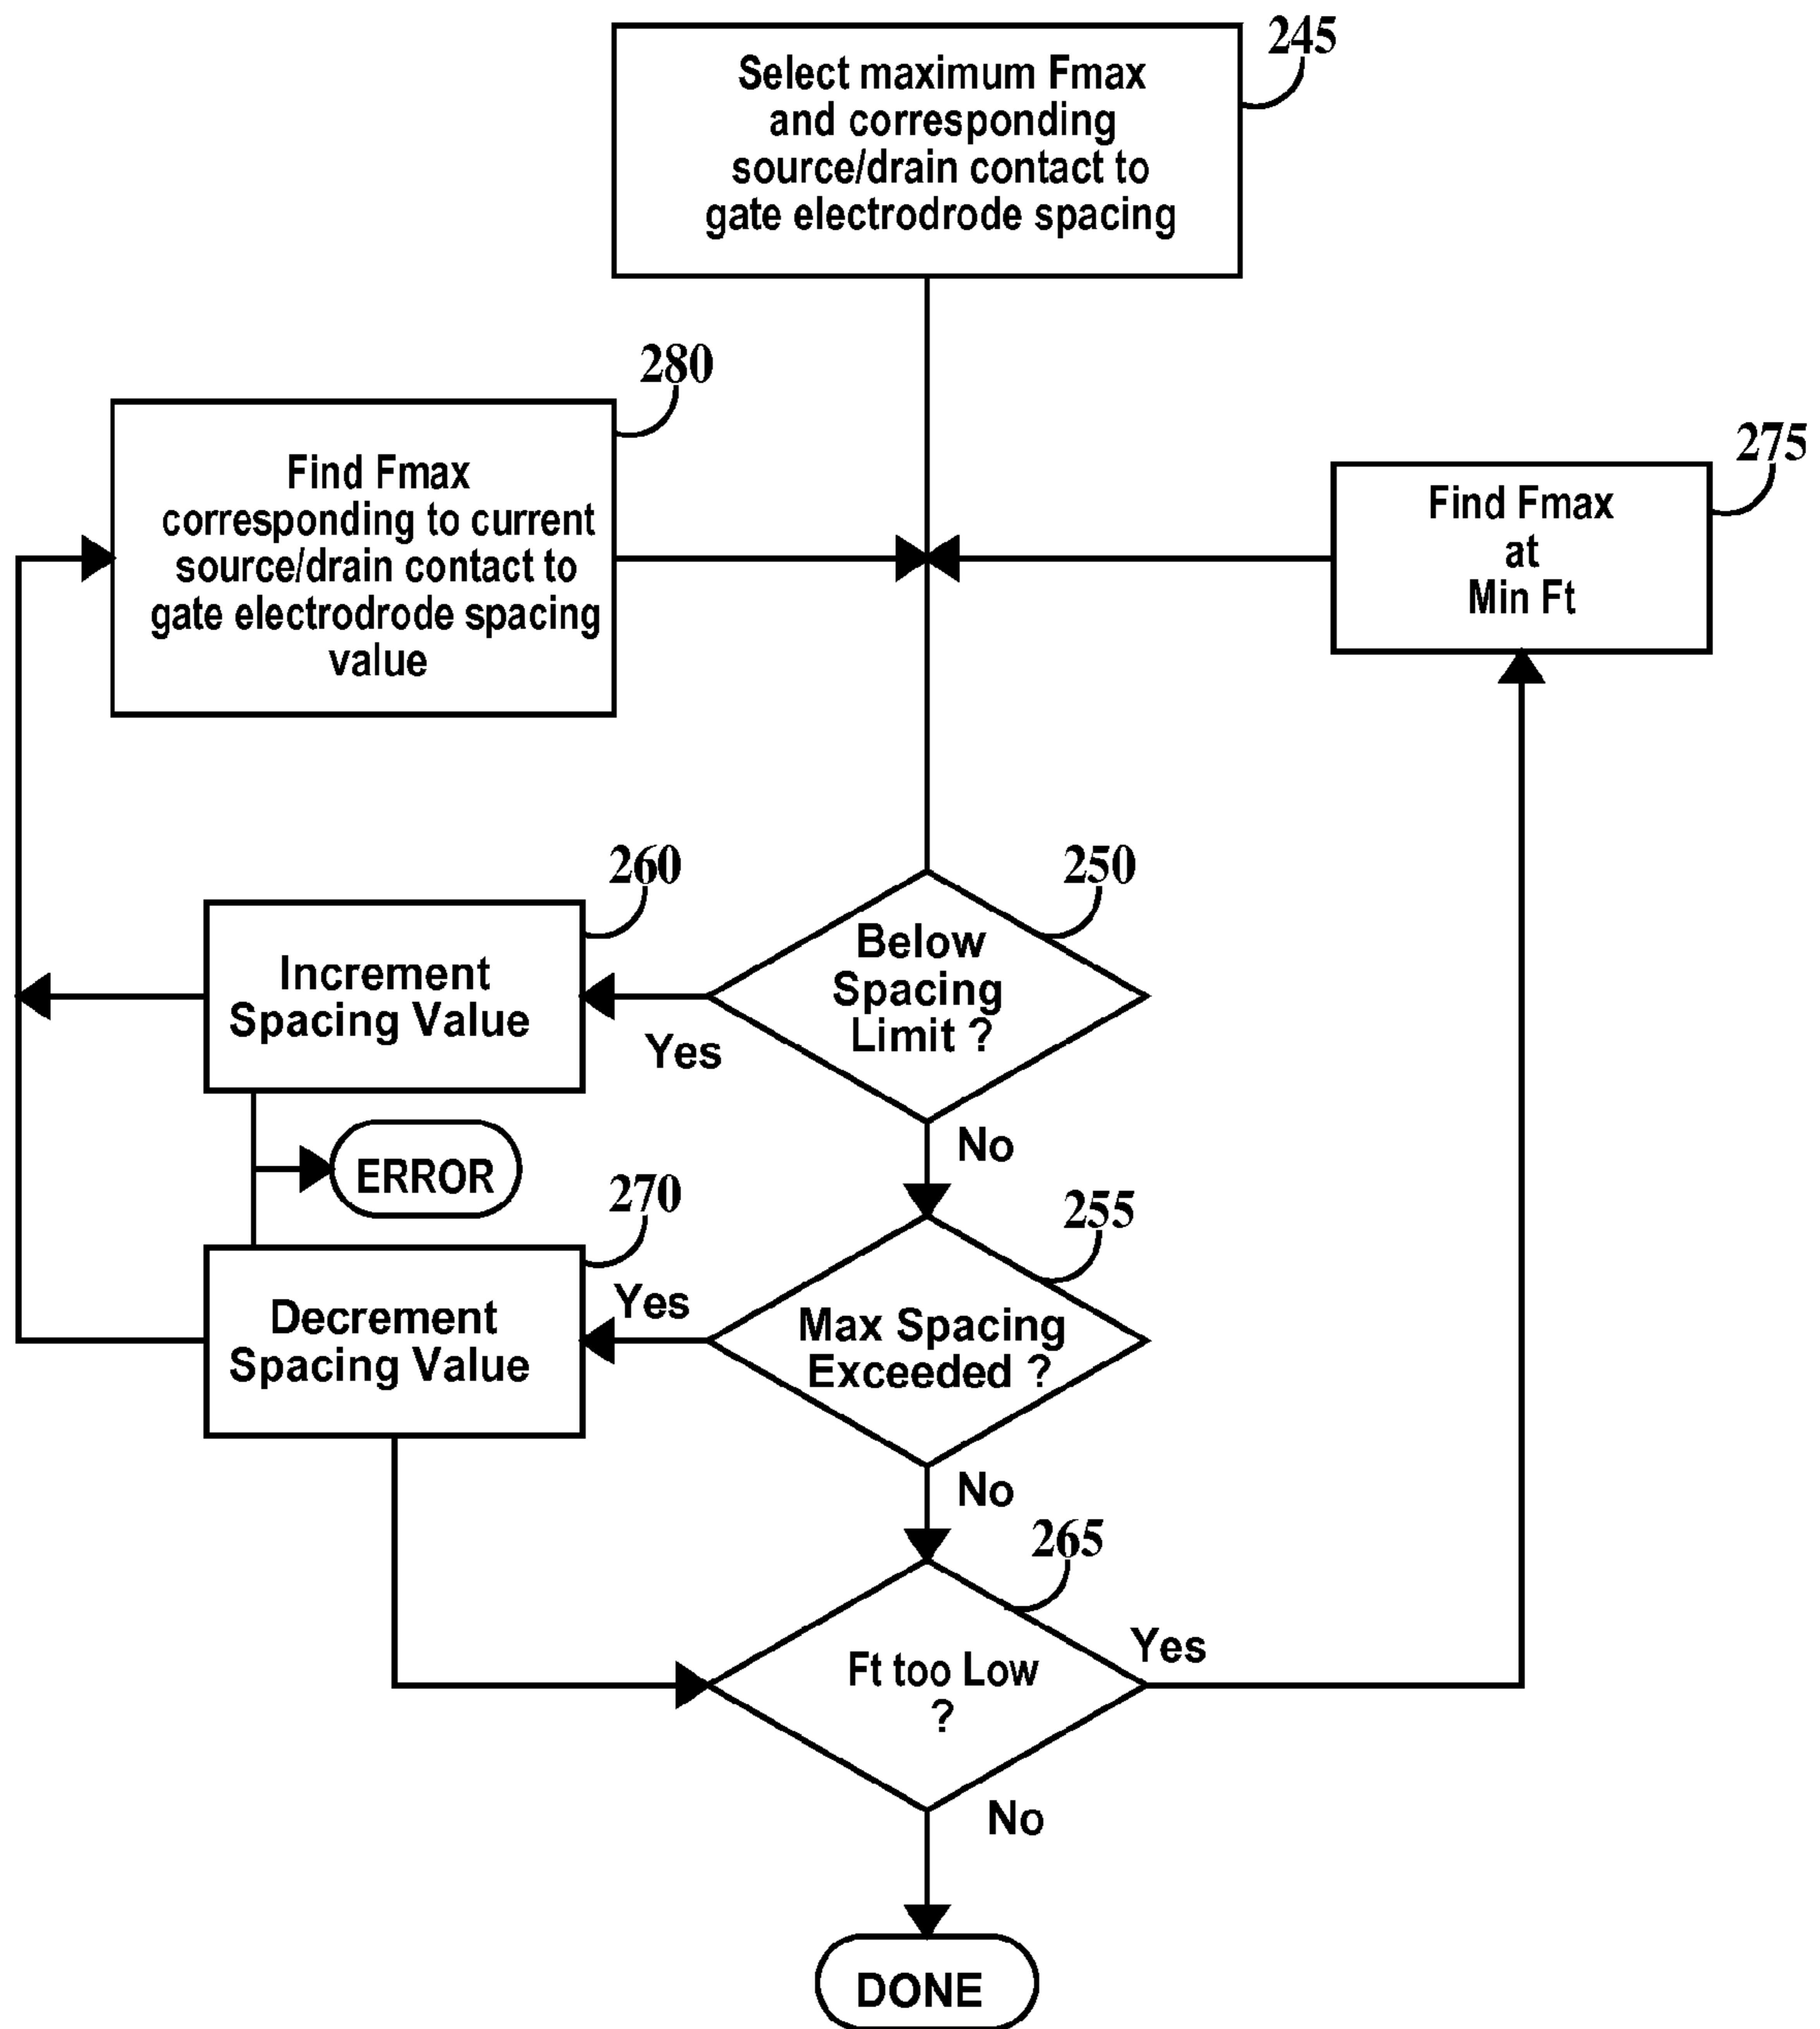 245
Select maximum Fmax
and corresponding
source/drain contact to
gate electrodrode spacing
280
Find Fmax
corresponding to current
source/drain contact to
gate electrodrode spacing
value
275
Find Fmax
at
Min Ft
260
Increment
Spacing Value
250
Below
Spacing
Limit ?
Yes
No
ERROR
270
Decrement
Spacing Value
Yes
255
Max Spacing
Exceeded ?
No
265
Ft too Low
?
Yes
No
DONE